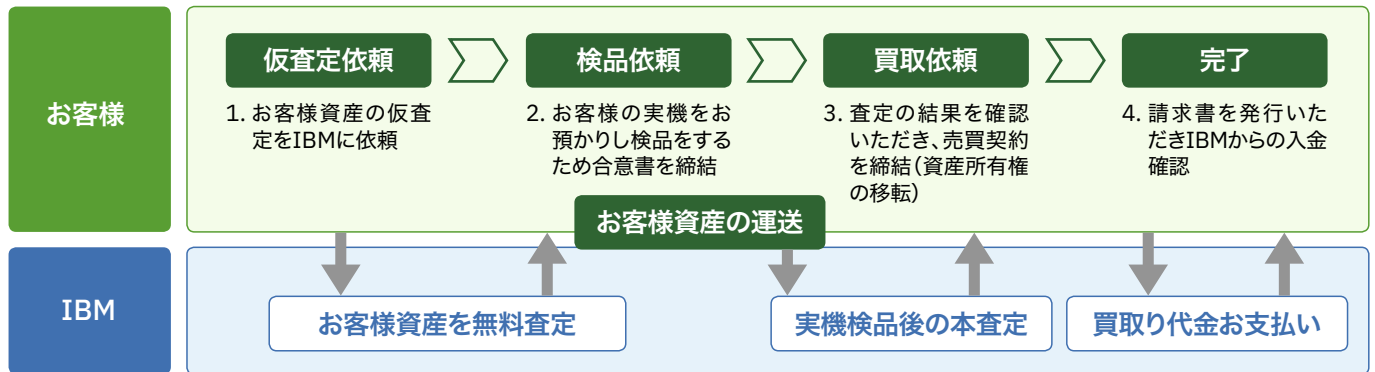 お客様
仮査定依頼
検品依頼
買取依頼
完了
1. お客様資産の仮査
定をIBMに依頼
2. お客様の実機をお
預かりし検品をする
ため合意書を締結
3. 査定の結果を確認
いただき、売買契約
を締結（資産所有権
の移転）
4. 請求書を発行いた
だきIBMからの入金
確認
お客様資産の運送
IBM
お客様資産を無料査定
実機検品後の本査定
買取り代金お支払い